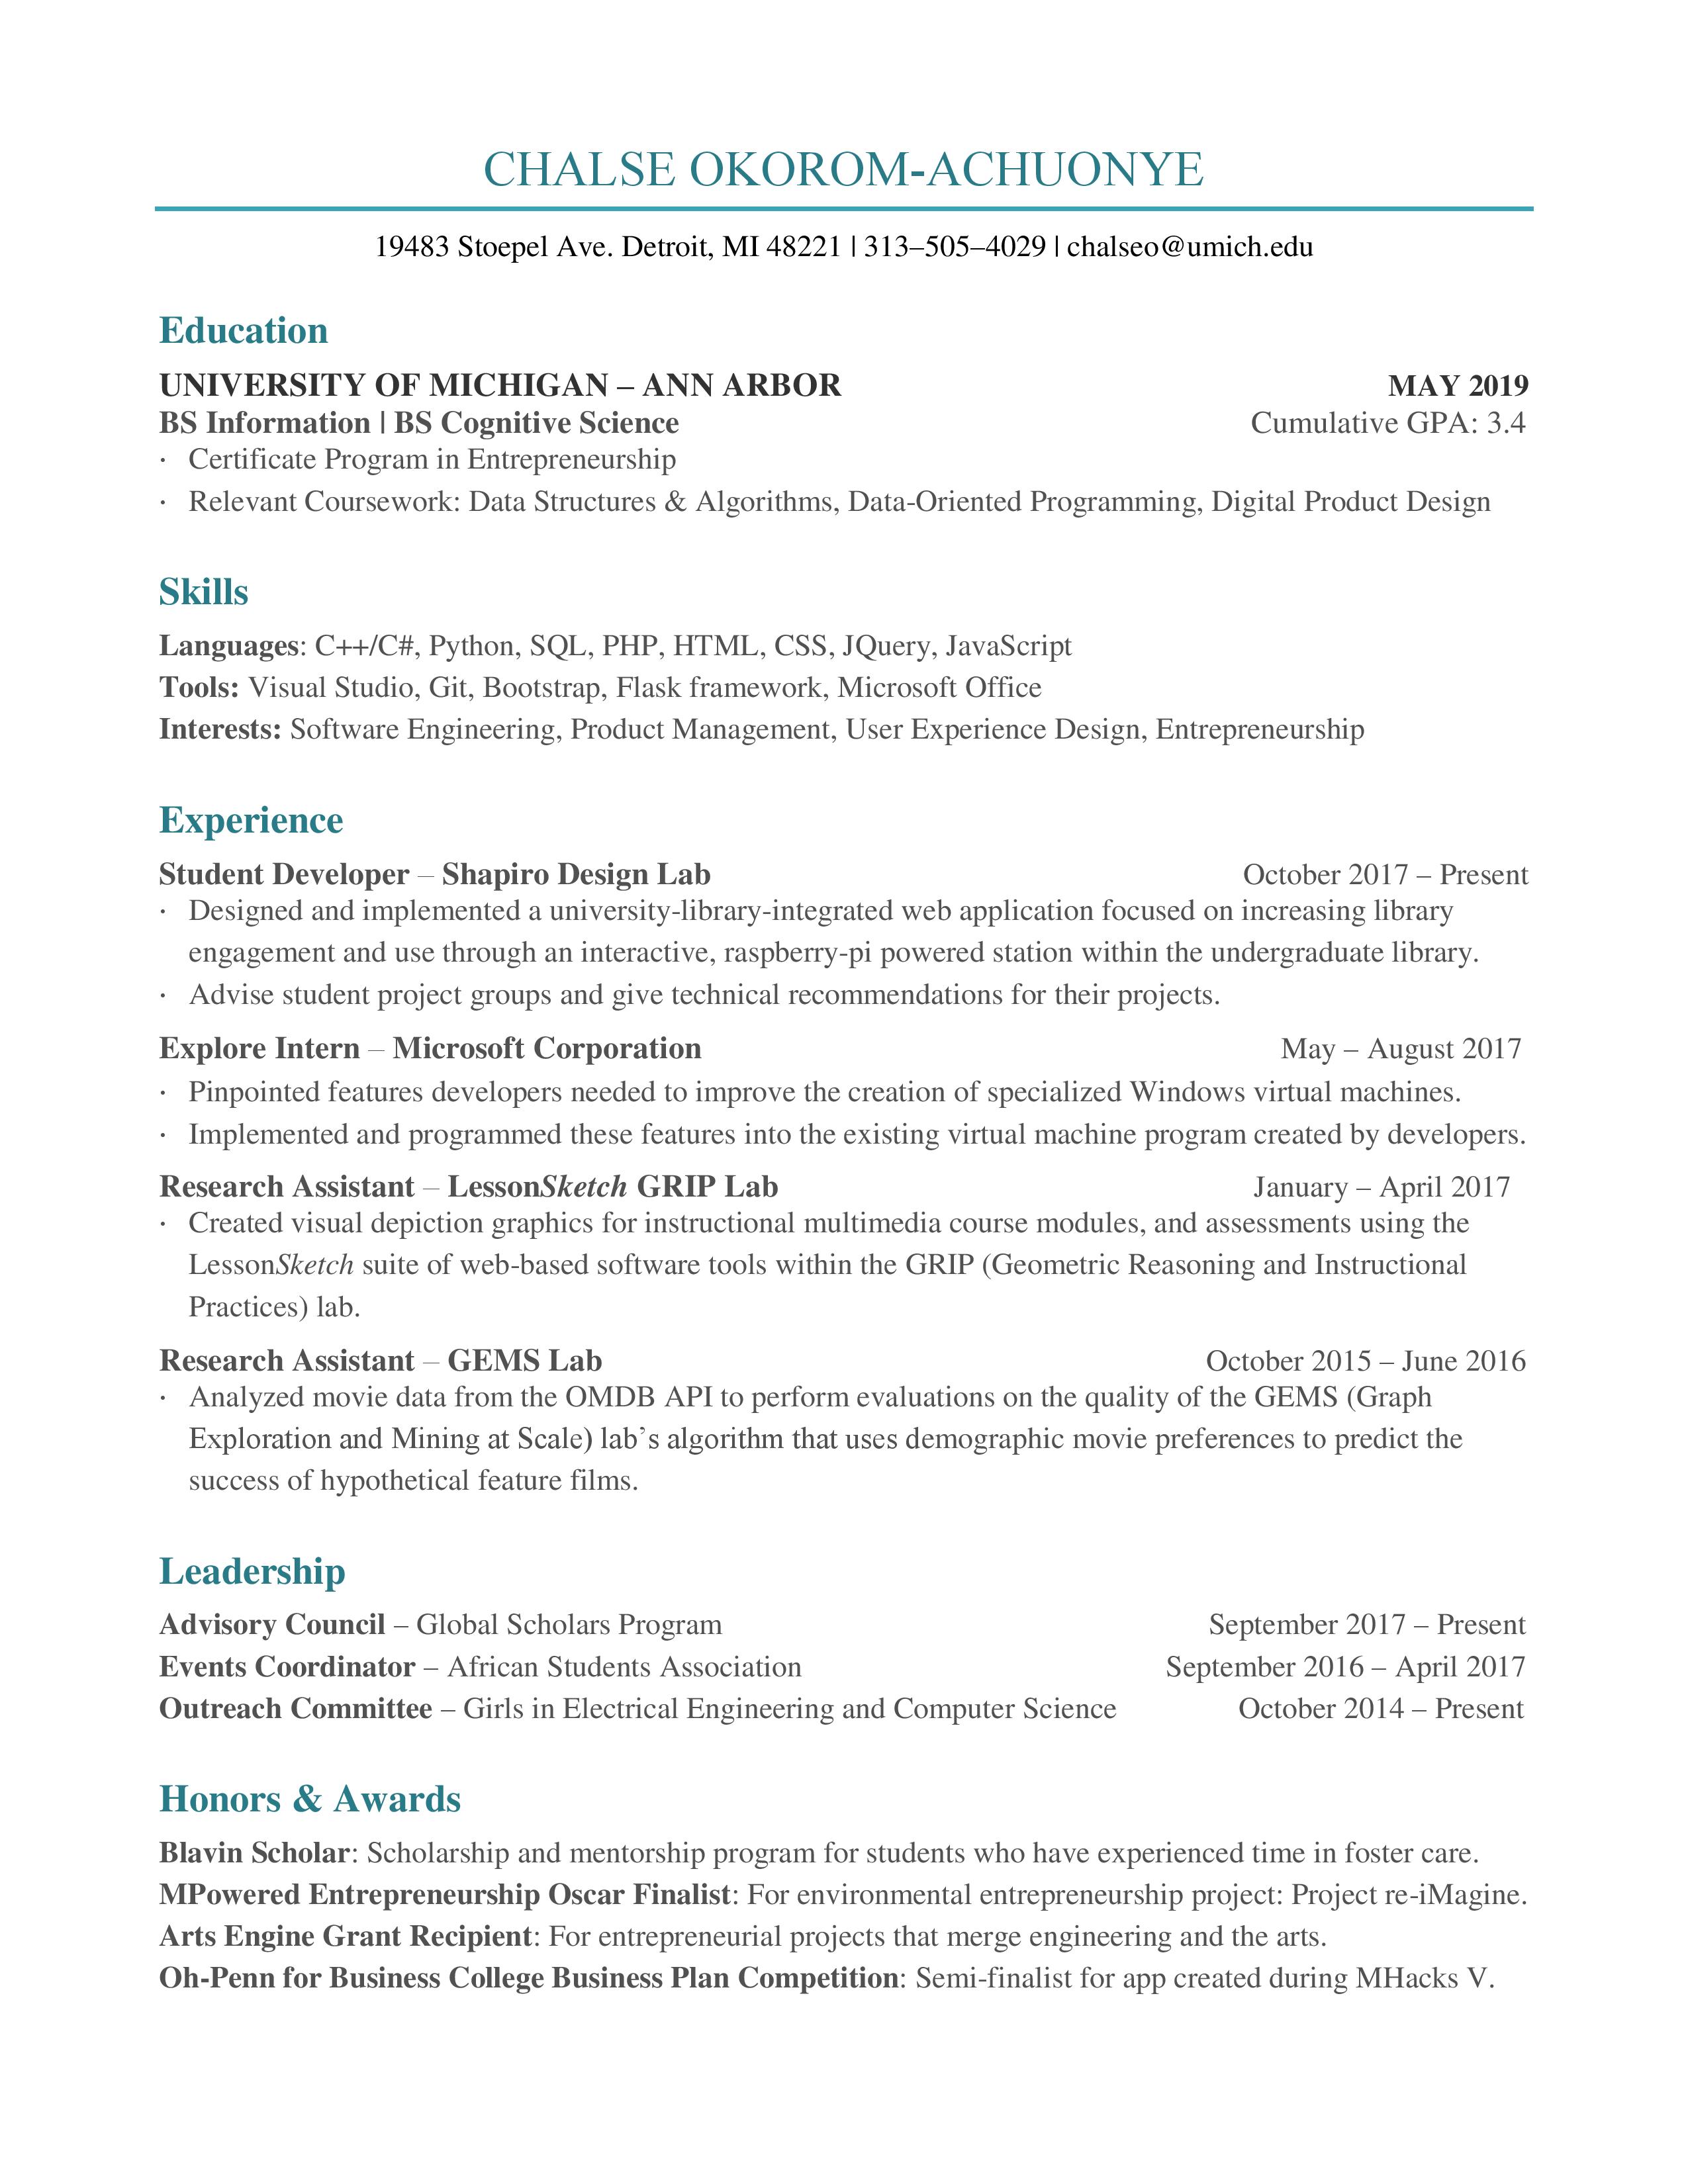 CHALSE OKOROM-ACHUONYE
19483 Stoepel Ave. Detroit, MI 48221 | 313–505–4029 | chalseo@umich.edu
Education
UNIVERSITY OF MICHIGAN – ANN ARBOR MAY 2019
BS Information | BS Cognitive Science Cumulative GPA: 3.4
· Certificate Program in Entrepreneurship
· Relevant Coursework: Data Structures & Algorithms, Data-Oriented Programming, Digital Product Design
Skills
Languages: C++/C#, Python, SQL, PHP, HTML, CSS, JQuery, JavaScript
Tools: Visual Studio, Git, Bootstrap, Flask framework, Microsoft Office
Interests: Software Engineering, Product Management, User Experience Design, Entrepreneurship
Experience
Student Developer – Shapiro Design Lab October 2017 – Present
· Designed and implemented a university-library-integrated web application focused on increasing library
engagement and use through an interactive, raspberry-pi powered station within the undergraduate library.
· Advise student project groups and give technical recommendations for their projects.
Explore Intern – Microsoft Corporation May – August 2017
· Pinpointed features developers needed to improve the creation of specialized Windows virtual machines.
· Implemented and programmed these features into the existing virtual machine program created by developers.
Research Assistant – LessonSketch GRIP Lab January – April 2017
· Created visual depiction graphics for instructional multimedia course modules, and assessments using the
LessonSketch suite of web-based software tools within the GRIP (Geometric Reasoning and Instructional
Practices) lab.
Research Assistant – GEMS Lab October 2015 – June 2016
· Analyzed movie data from the OMDB API to perform evaluations on the quality of the GEMS (Graph
Exploration and Mining at Scale) lab’s algorithm that uses demographic movie preferences to predict the
success of hypothetical feature films.
Leadership
Advisory Council – Global Scholars Program September 2017 – Present
Events Coordinator – African Students Association September 2016 – April 2017
Outreach Committee – Girls in Electrical Engineering and Computer Science October 2014 – Present
Honors & Awards
Blavin Scholar: Scholarship and mentorship program for students who have experienced time in foster care.
MPowered Entrepreneurship Oscar Finalist: For environmental entrepreneurship project: Project re-iMagine.
Arts Engine Grant Recipient: For entrepreneurial projects that merge engineering and the arts.
Oh-Penn for Business College Business Plan Competition: Semi-finalist for app created during MHacks V.